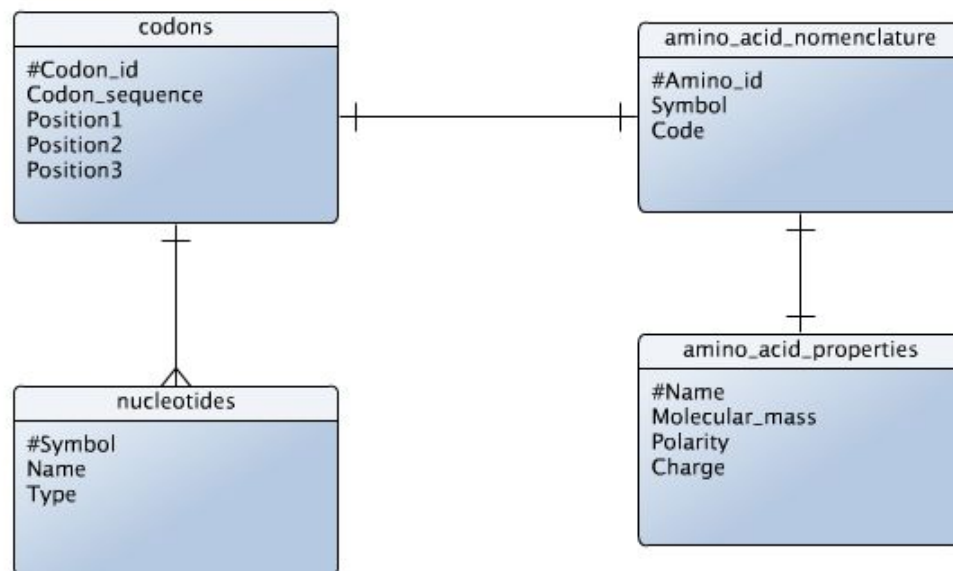 codons
#Codon_id
Codon_sequence
Position1
Position2
Position3
amino_acid_nomenclature
#Amino_id
Symbol
Code
nucleotides
#Symbol
Name
Type
amino_acid_properties
#Name
Molecular_mass
Polarity
Charge